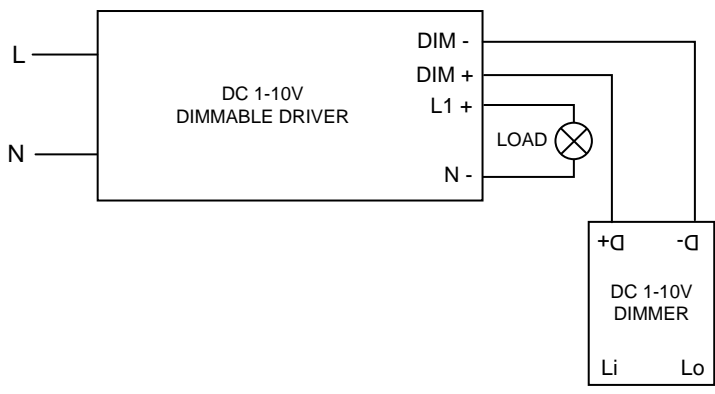 L
N
DC 1-10V
DIMMABLE DRIVER
DIM -
DIM +
L1 +
N -
LOAD
D+
D-
DC 1-10V
DIMMER
Li
Lo